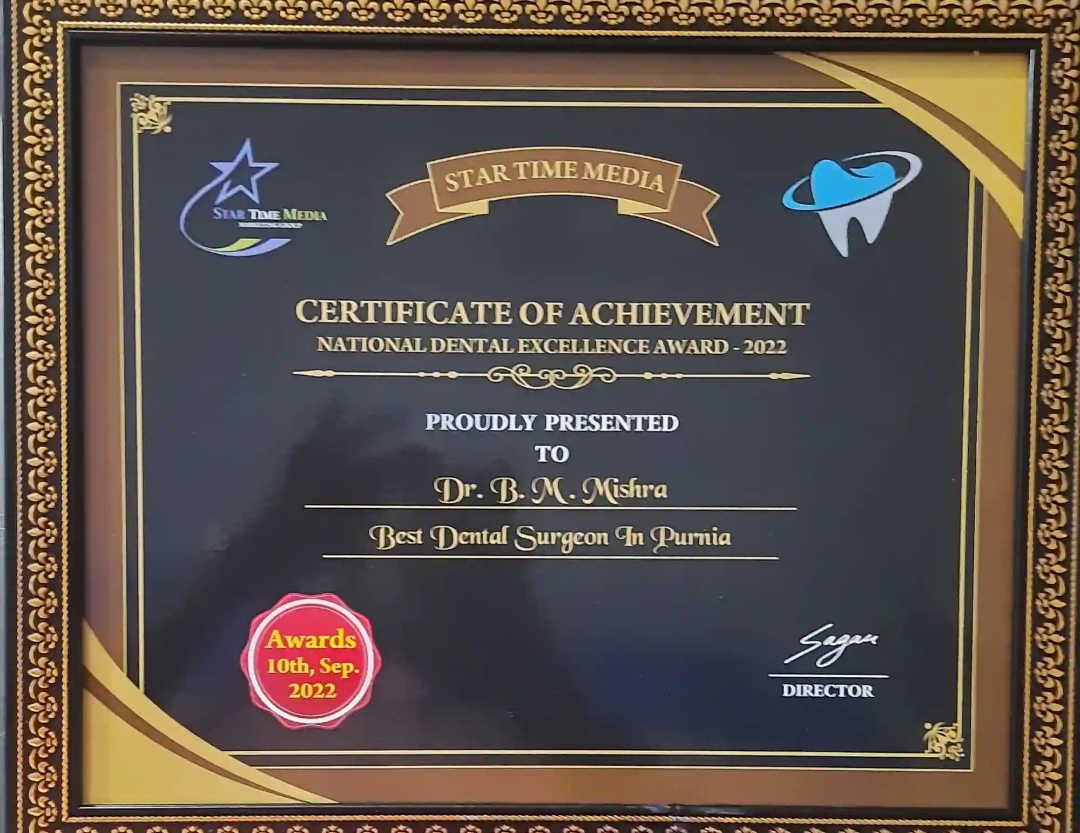 STAR TIME MEDIA
STAR TIME MEDIA
CERTIFICATE OF ACHIEVEMENT
NATIONAL DENTAL EXCELLENCE AWARD - 2022
PROUDLY PRESENTED
TO
Dr. B. M. Mishra
Best Dental Surgeon In Purnia
Awards
10th, Sep.
2022
DIRECTOR